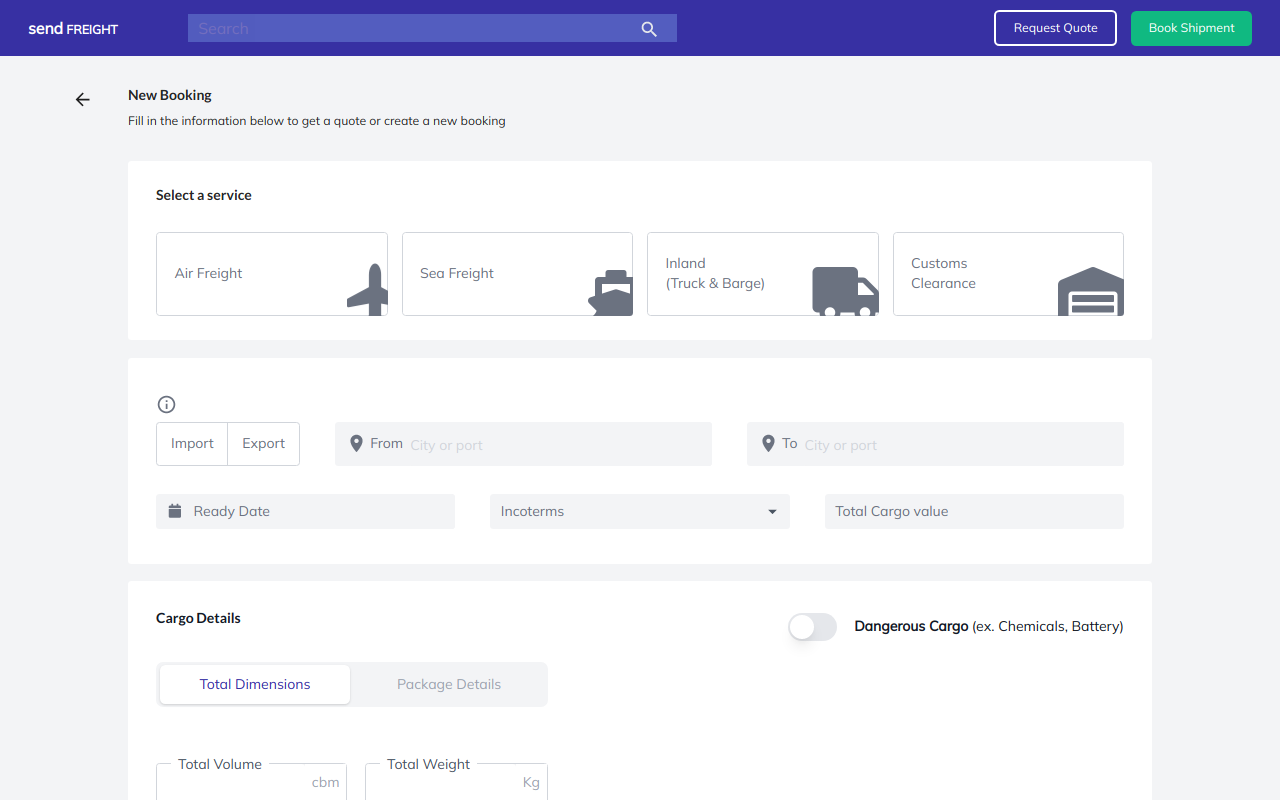 send FREIGHT
Search
Request Quote
Book Shipment
New Booking
Fill in the information below to get a quote or create a new booking
Select a service
Air Freight
Sea Freight
Inland
(Truck & Barge)
Customs
Clearance
Import
Export
From City or port
To City or port
Ready Date
Incoterms
Total Cargo value
Cargo Details
Dangerous Cargo (ex. Chemicals, Battery)
Total Dimensions
Package Details
Total Volume
cbm
Total Weight
Kg